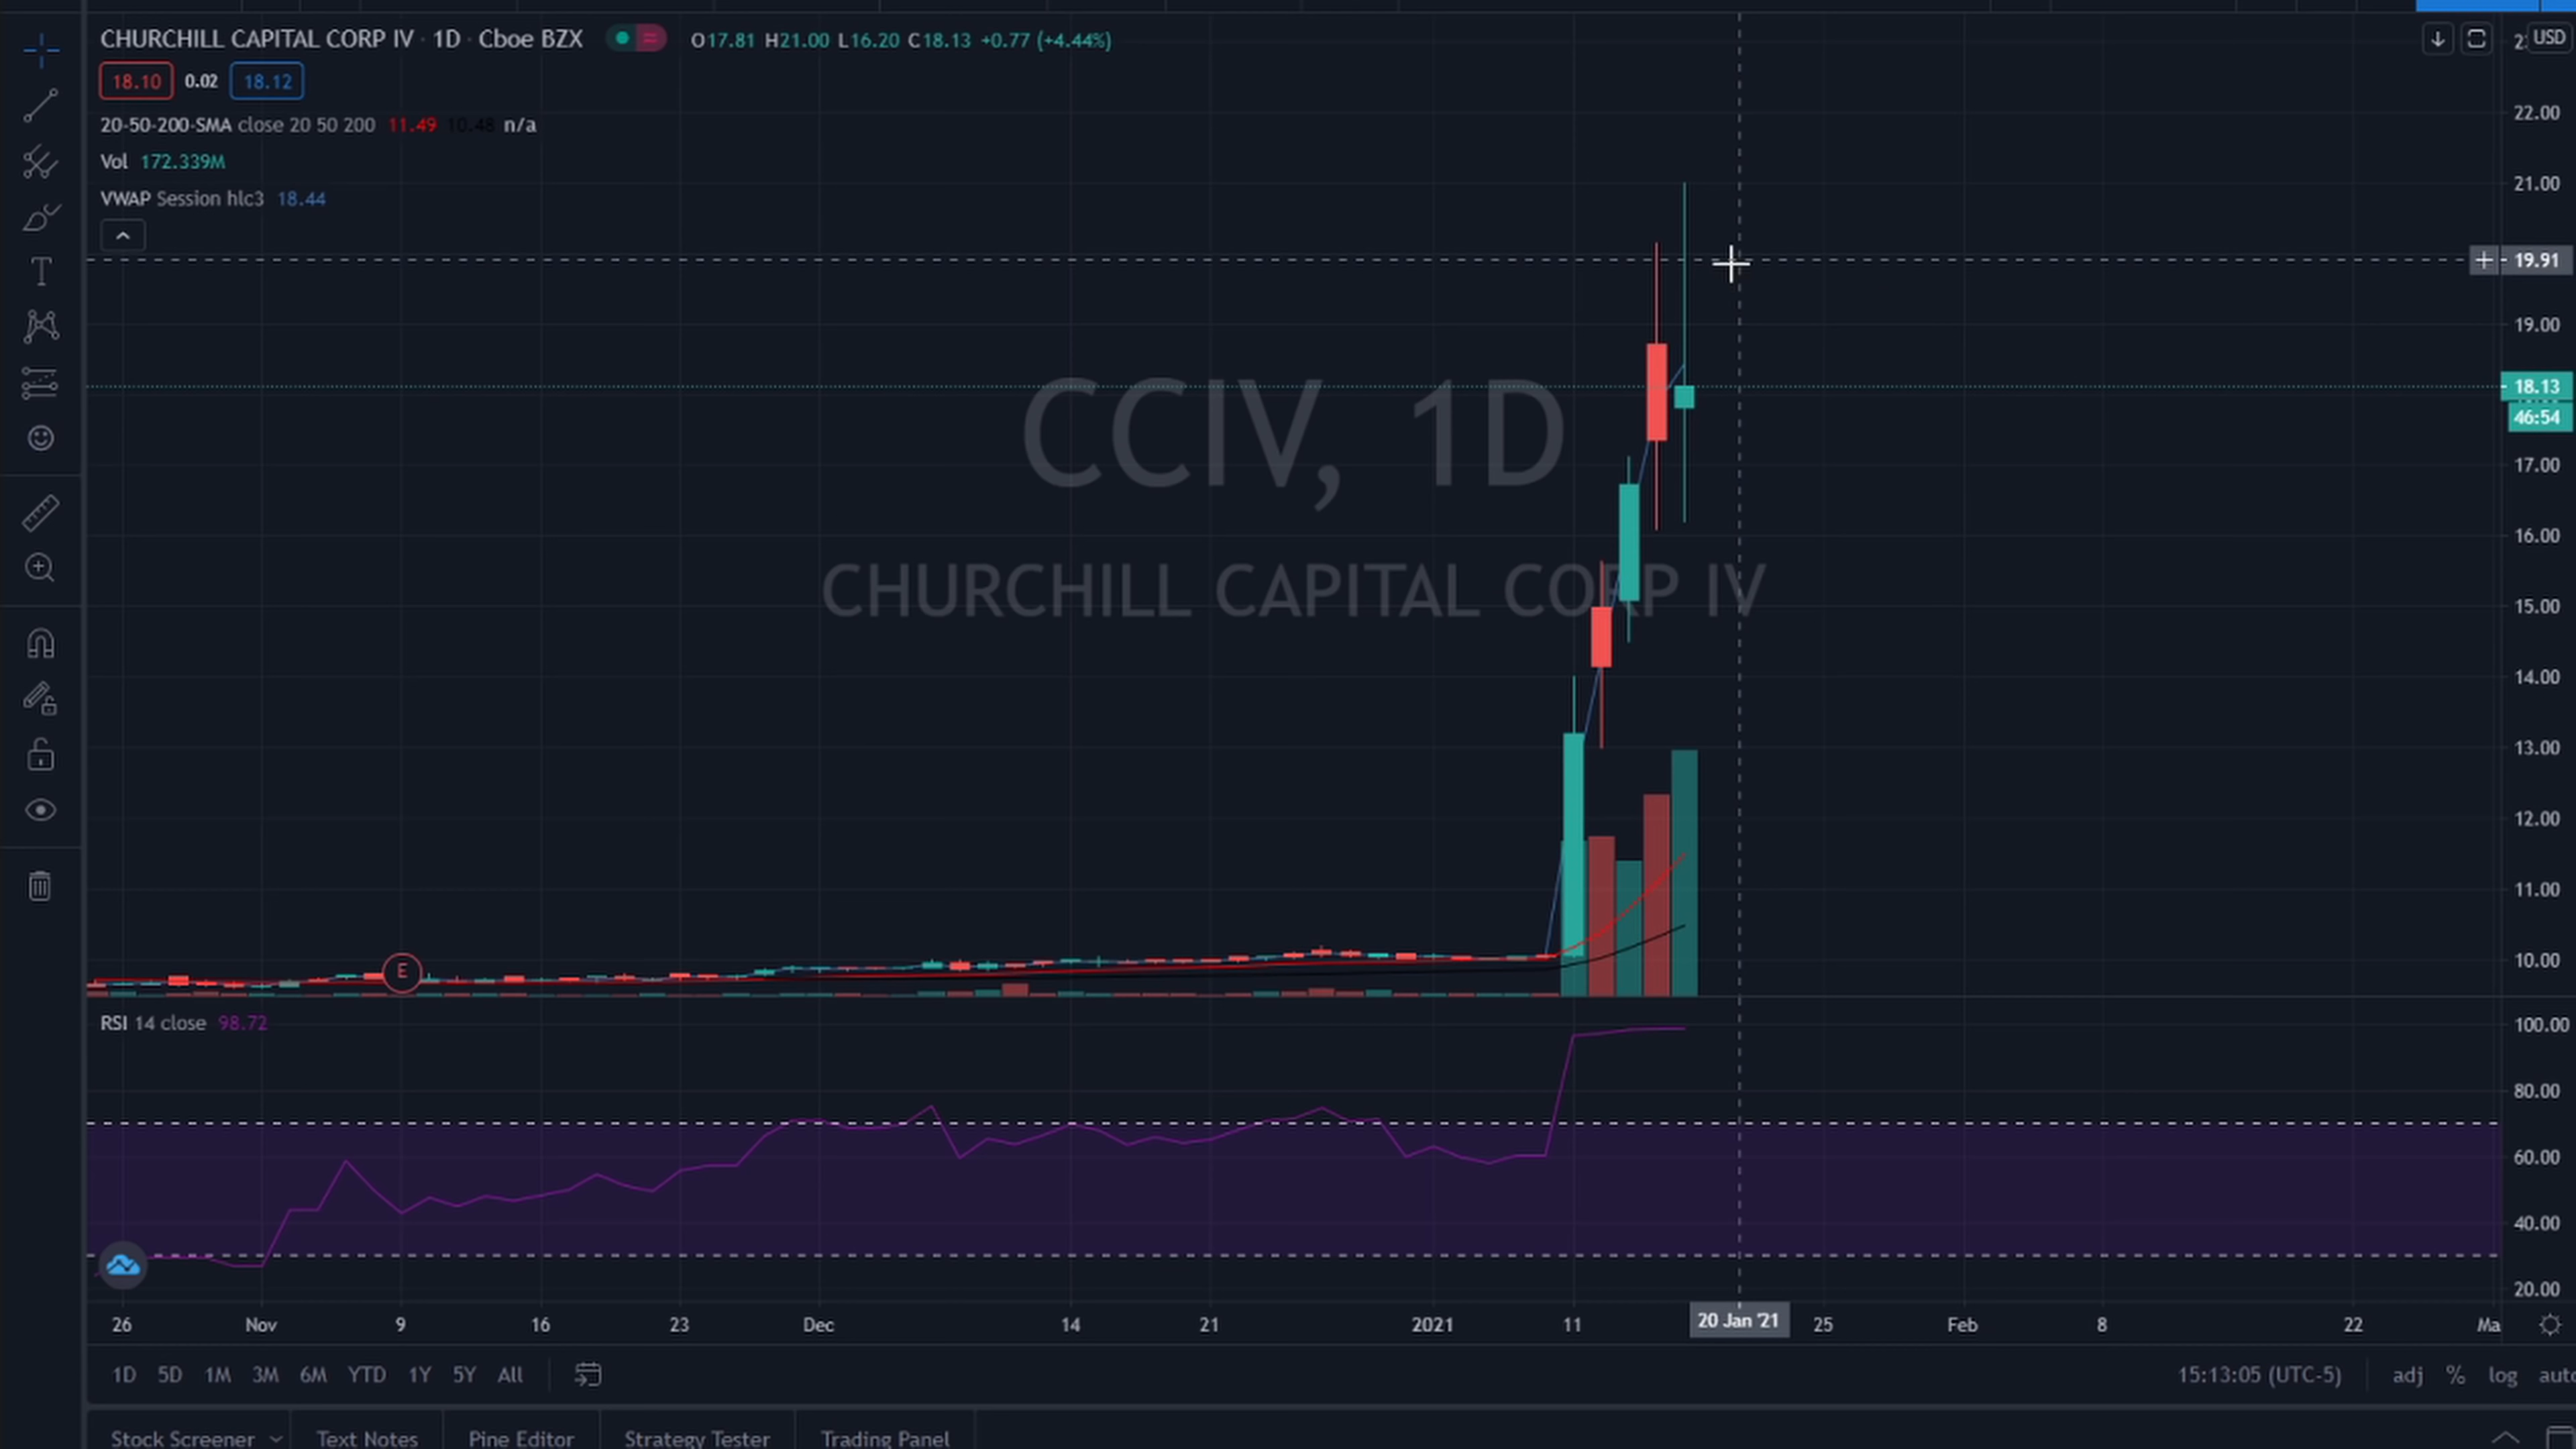 CHURCHILL CAPITAL CORP IV · 1D · Cboe BZX O17.81 H21.00 L16.20 C18.13 +0.77 (+4.44%)
18.10 0.02 18.12
20-50-200-SMA close 20 50 200 11.49 10.48 n/a
Vol 172.339M
VWAP Session hlc3 18.44
USD
22.00
21.00
19.91
19.00
18.13
46:54
17.00
16.00
15.00
14.00
13.00
12.00
11.00
10.00
CCIV, 1D
CHURCHILL CAPITAL CORP IV
E
RSI 14 close 98.72
100.00
80.00
60.00
40.00
20.00
26 Nov 9 16 23 Dec 14 21 2021 11 20 Jan '21 25 Feb 8 22 Ma
1D 5D 1M 3M 6M YTD 1Y 5Y All 15:13:05 (UTC-5) adj % log auto
Stock Screener Text Notes Pine Editor Strategy Tester Trading Panel